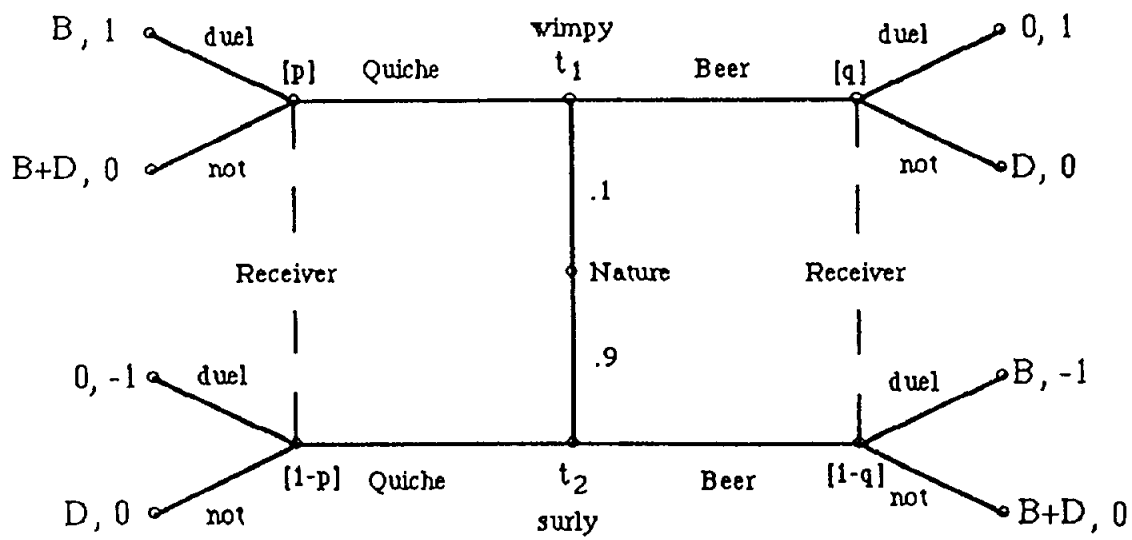 B, 1 duel wimpy duel 0, 1
[p] Quiche t1 Beer [q]
B+D, 0 not not D, 0
.1
Receiver Nature Receiver
.9
0, -1 duel duel B, -1
[1-p] Quiche t2 Beer [1-q]
D, 0 not surly not B+D, 0